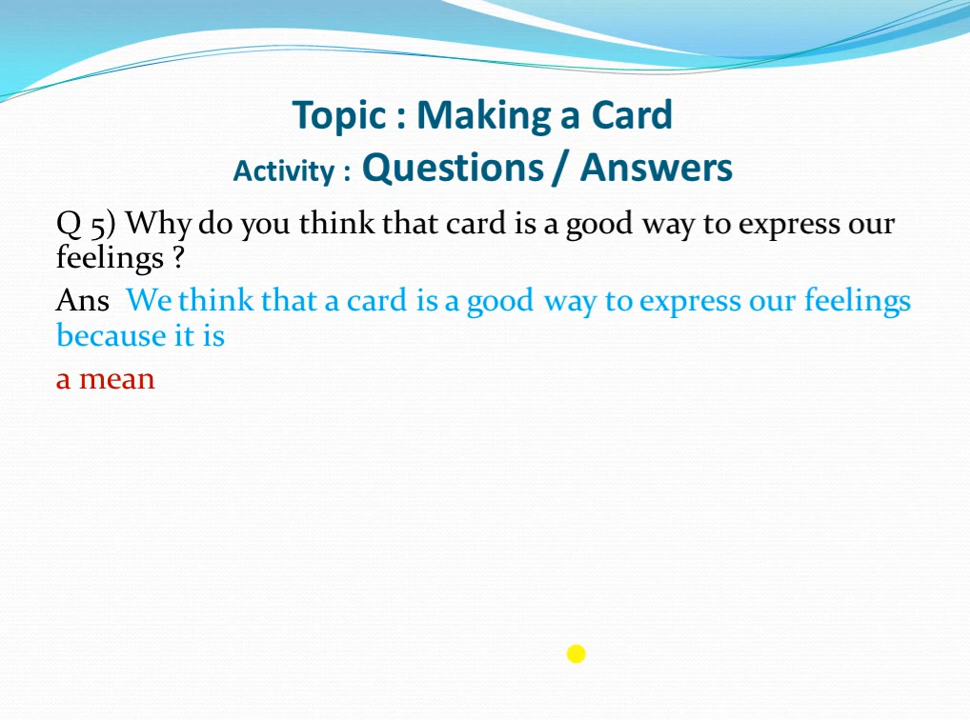 Topic : Making a Card
Activity : Questions / Answers
Q 5) Why do you think that card is a good way to express our
feelings ?
Ans We think that a card is a good way to express our feelings
because it is
a mean